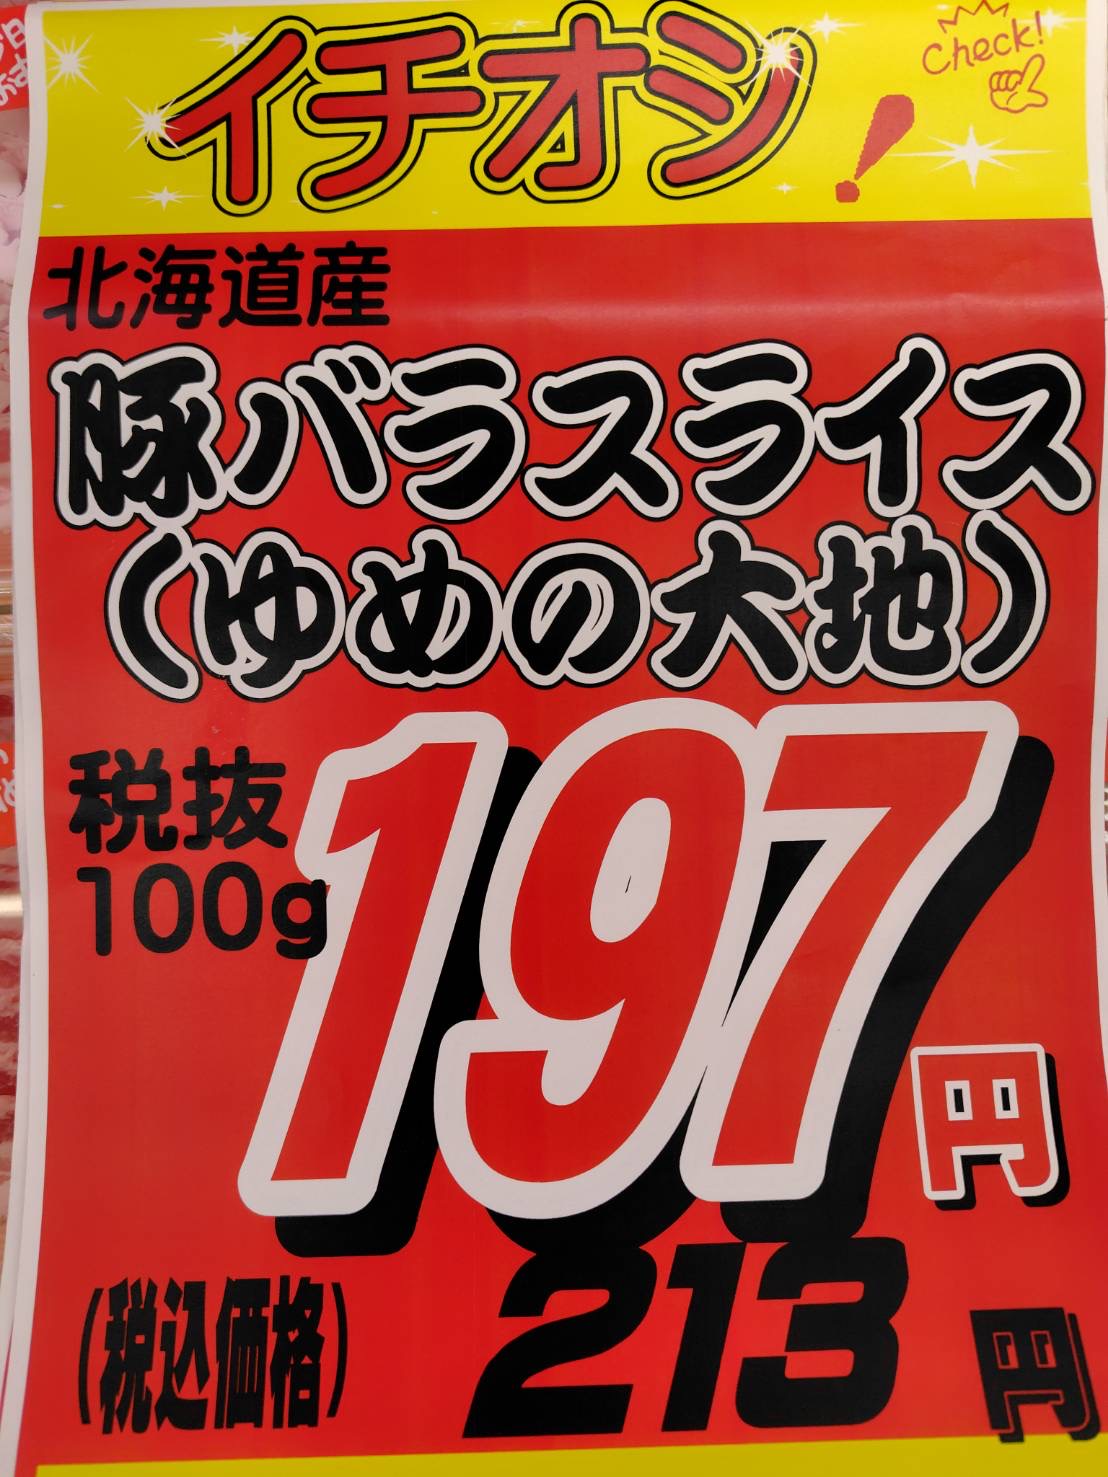 イチオシ!
Check!
北海道産
豚バラスライス
(ゆめの大地)
税抜
100g
197円
(税込価格) 213円